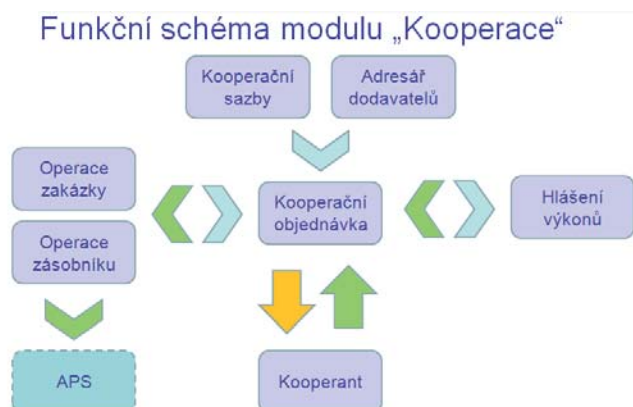 Funkční schéma modulu „Kooperace“
Kooperační
sazby
Adresář
dodavatelů
Operace
zakázky
Operace
zásobníku
Kooperační
objednávka
Hlášení
výkonů
APS
Kooperant